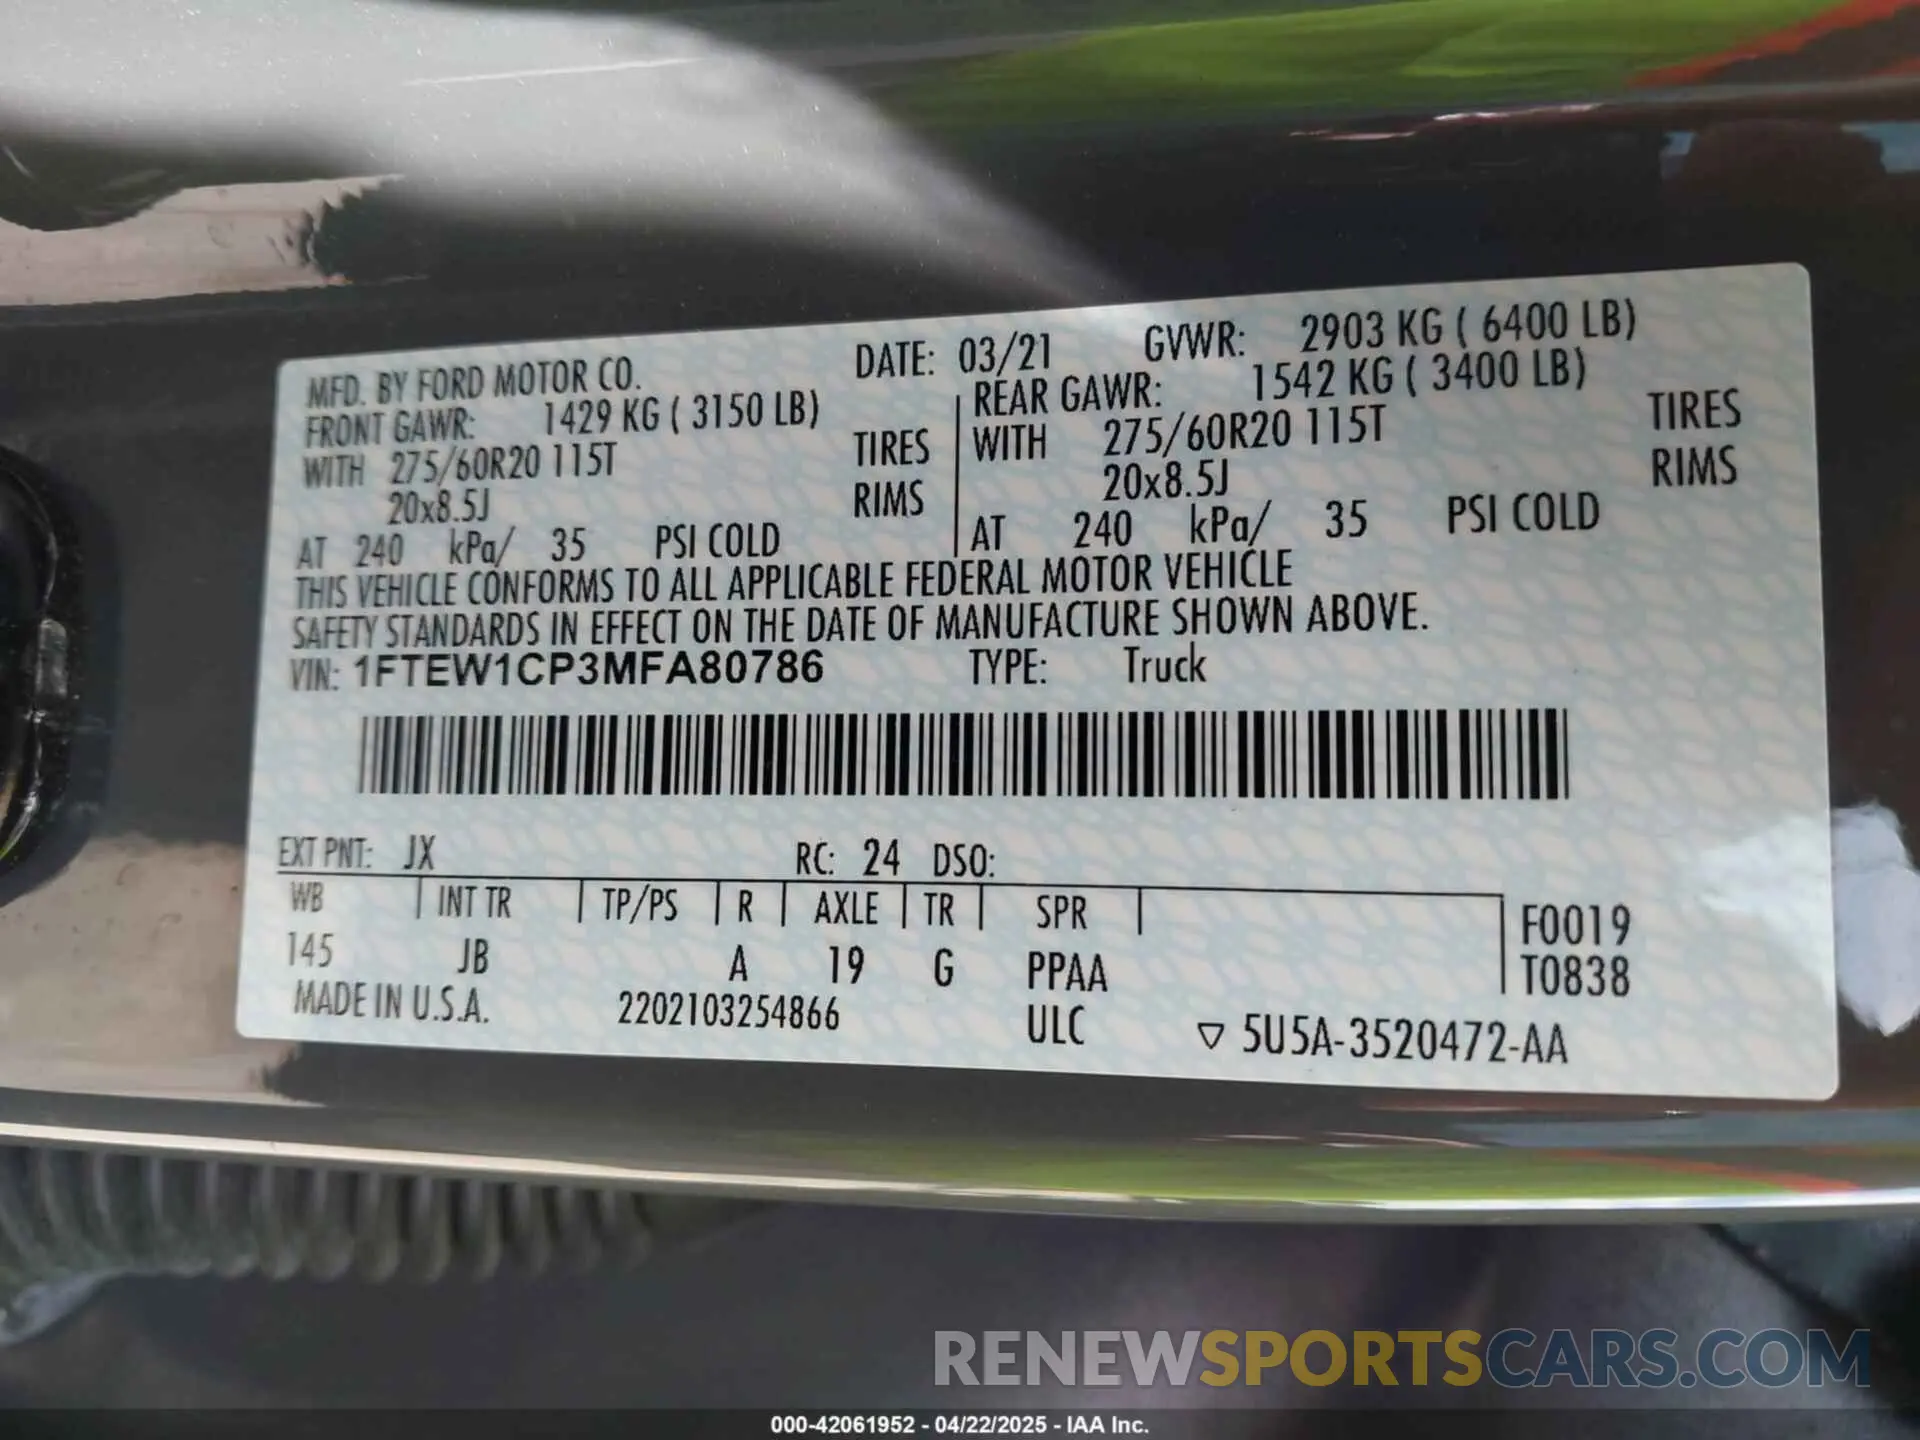 MFD. BY FORD MOTOR CO. DATE: 03/21 GVWR: 2903 KG ( 6400 LB)
FRONT GAWR: 1429 KG ( 3150 LB) REAR GAWR: 1542 KG ( 3400 LB)
WITH 275/60R20 115T TIRES WITH 275/60R20 115T TIRES
20x8.5J RIMS 20x8.5J RIMS
AT 240 kPa/ 35 PSI COLD AT 240 kPa/ 35 PSI COLD
THIS VEHICLE CONFORMS TO ALL APPLICABLE FEDERAL MOTOR VEHICLE
SAFETY STANDARDS IN EFFECT ON THE DATE OF MANUFACTURE SHOWN ABOVE.
VIN: 1FTEW1CP3MFA80786 TYPE: Truck
EXT PNT: JX RC: 24 DSO:
WB INT TR TP/PS R AXLE TR SPR F0019
145 JB A 19 G PPAA T0838
MADE IN U.S.A. 2202103254866 ULC ▽ 5U5A-3520472-AA
RENEWSPORTSCARS.COM
000-42061952 - 04/22/2025 - IAA Inc.